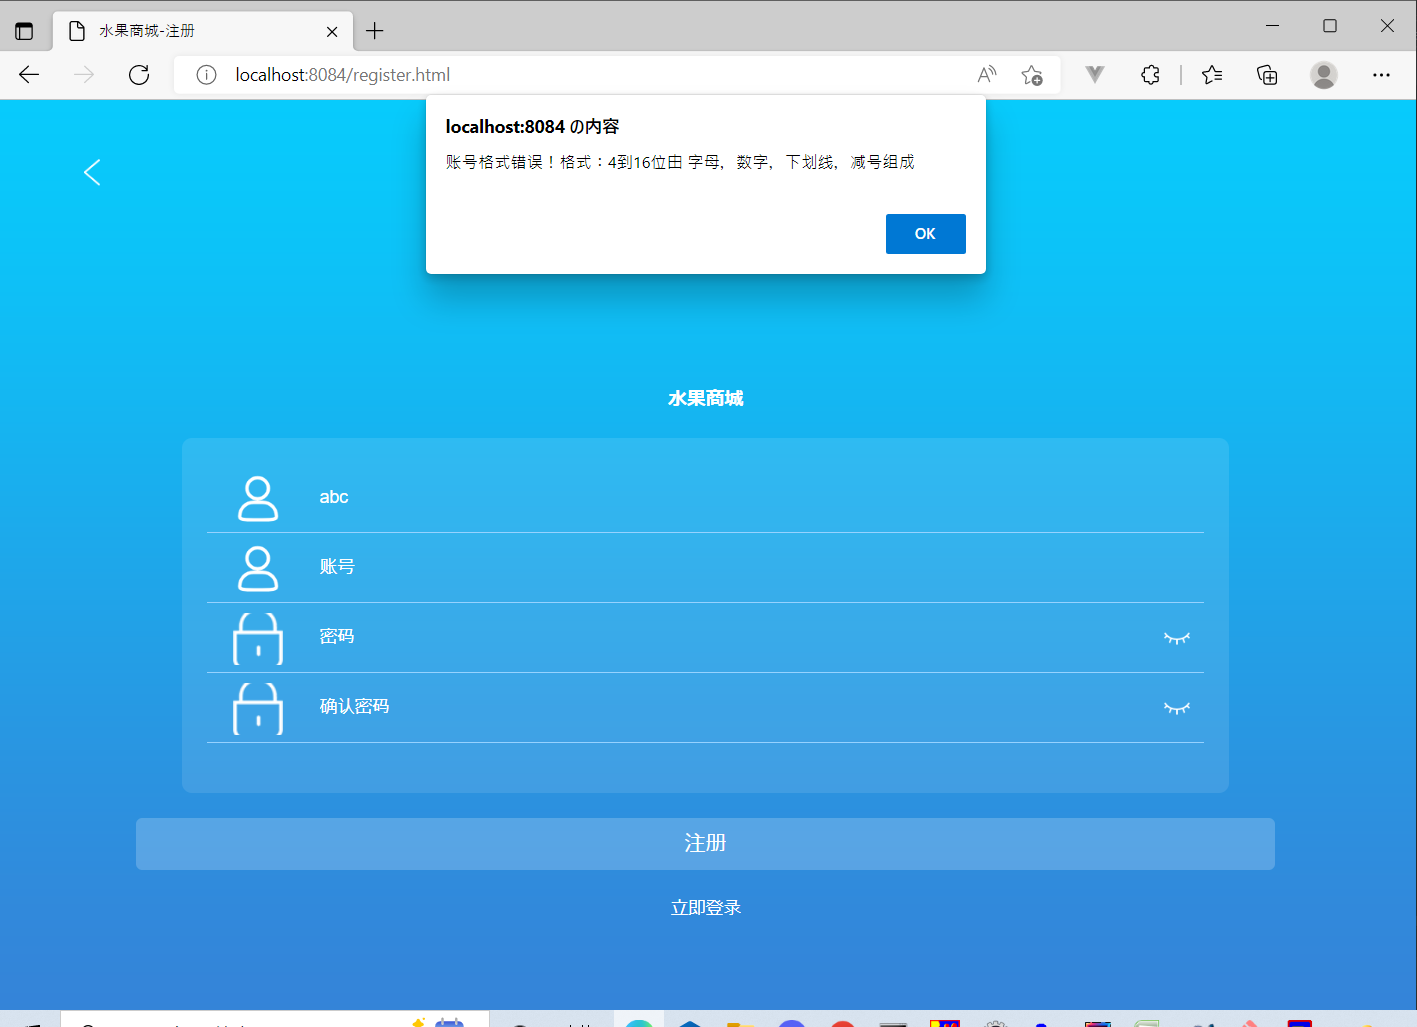 水果商城-注册
localhost:8084/register.html
localhost:8084 の内容
账号格式错误！格式：4到16位由 字母，数字，下划线，减号组成
OK
水果商城
abc
账号
密码
确认密码
注册
立即登录